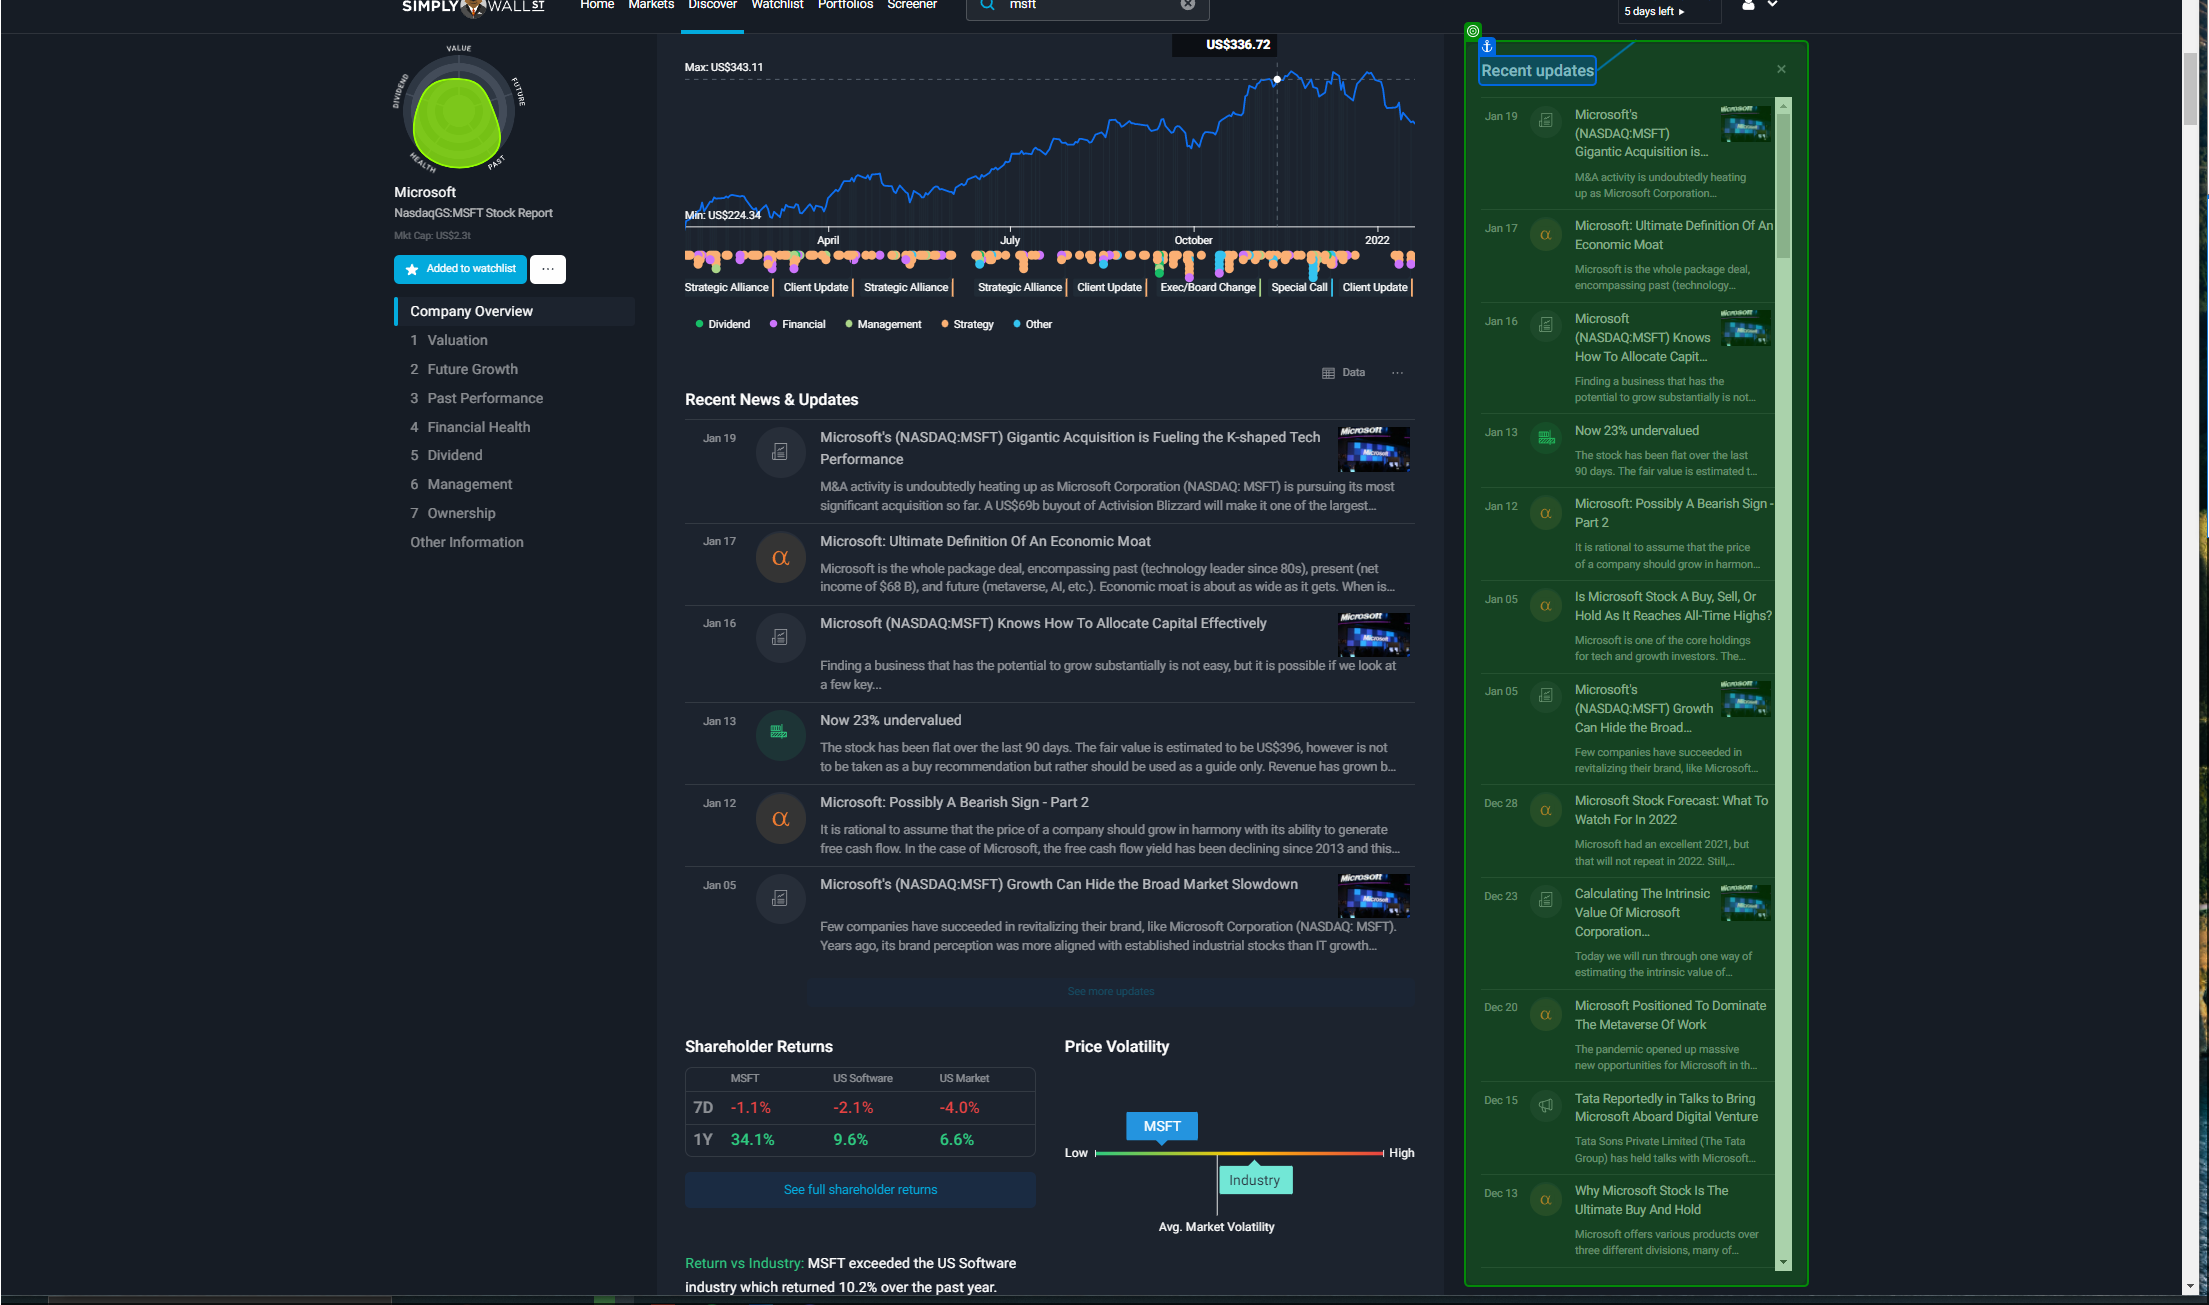 SIMPLY WALL ST
Home Markets Discover Watchlist Portfolios Screener
msft
5 days left ▸
VALUE
FUTURE
PAST
HEALTH
DIVIDEND
Microsoft
NasdaqGS:MSFT Stock Report
Mkt Cap: US$2.3t
Added to watchlist
...
Company Overview
1 Valuation
2 Future Growth
3 Past Performance
4 Financial Health
5 Dividend
6 Management
7 Ownership
Other Information
US$336.72
Max: US$343.11
Min: US$224.34
April July October 2022
Strategic Alliance Client Update Strategic Alliance Strategic Alliance Client Update Exec/Board Change Special Call Client Update
Dividend Financial Management Strategy Other
Data ...
Recent News & Updates
Jan 19
Microsoft's (NASDAQ:MSFT) Gigantic Acquisition is Fueling the K-shaped Tech
Performance
M&A activity is undoubtedly heating up as Microsoft Corporation (NASDAQ: MSFT) is pursuing its most
significant acquisition so far. A US$69b buyout of Activision Blizzard will make it one of the largest...
Jan 17
α
Microsoft: Ultimate Definition Of An Economic Moat
Microsoft is the whole package deal, encompassing past (technology leader since 80s), present (net
income of $68 B), and future (metaverse, AI, etc.). Economic moat is about as wide as it gets. When is...
Jan 16
Microsoft (NASDAQ:MSFT) Knows How To Allocate Capital Effectively
Finding a business that has the potential to grow substantially is not easy, but it is possible if we look at
a few key...
Jan 13
Now 23% undervalued
The stock has been flat over the last 90 days. The fair value is estimated to be US$396, however is not
to be taken as a buy recommendation but rather should be used as a guide only. Revenue has grown b...
Jan 12
α
Microsoft: Possibly A Bearish Sign - Part 2
It is rational to assume that the price of a company should grow in harmony with its ability to generate
free cash flow. In the case of Microsoft, the free cash flow yield has been declining since 2013 and this...
Jan 05
Microsoft's (NASDAQ:MSFT) Growth Can Hide the Broad Market Slowdown
Few companies have succeeded in revitalizing their brand, like Microsoft Corporation (NASDAQ: MSFT).
Years ago, its brand perception was more aligned with established industrial stocks than IT growth...
See more updates
Shareholder Returns
MSFT US Software US Market
7D -1.1% -2.1% -4.0%
1Y 34.1% 9.6% 6.6%
See full shareholder returns
Return vs Industry: MSFT exceeded the US Software
industry which returned 10.2% over the past year.
Price Volatility
MSFT
Low High
Industry
Avg. Market Volatility
Recent updates
Jan 19
Microsoft's
(NASDAQ:MSFT)
Gigantic Acquisition is...
M&A activity is undoubtedly heating
up as Microsoft Corporation...
Jan 17
α
Microsoft: Ultimate Definition Of An
Economic Moat
Microsoft is the whole package deal,
encompassing past (technology...
Jan 16
Microsoft
(NASDAQ:MSFT) Knows
How To Allocate Capit...
Finding a business that has the
potential to grow substantially is not...
Jan 13
Now 23% undervalued
The stock has been flat over the last
90 days. The fair value is estimated t...
Jan 12
α
Microsoft: Possibly A Bearish Sign -
Part 2
It is rational to assume that the price
of a company should grow in harmon...
Jan 05
α
Is Microsoft Stock A Buy, Sell, Or
Hold As It Reaches All-Time Highs?
Microsoft is one of the core holdings
for tech and growth investors. The...
Jan 05
Microsoft's
(NASDAQ:MSFT) Growth
Can Hide the Broad...
Few companies have succeeded in
revitalizing their brand, like Microsoft...
Dec 28
α
Microsoft Stock Forecast: What To
Watch For In 2022
Microsoft had an excellent 2021, but
that will not repeat in 2022. Still,...
Dec 23
Calculating The Intrinsic
Value Of Microsoft
Corporation...
Today we will run through one way of
estimating the intrinsic value of...
Dec 20
α
Microsoft Positioned To Dominate
The Metaverse Of Work
The pandemic opened up massive
new opportunities for Microsoft in th...
Dec 15
Tata Reportedly in Talks to Bring
Microsoft Aboard Digital Venture
Tata Sons Private Limited (The Tata
Group) has held talks with Microsoft...
Dec 13
α
Why Microsoft Stock Is The
Ultimate Buy And Hold
Microsoft offers various products over
three different divisions, many of...